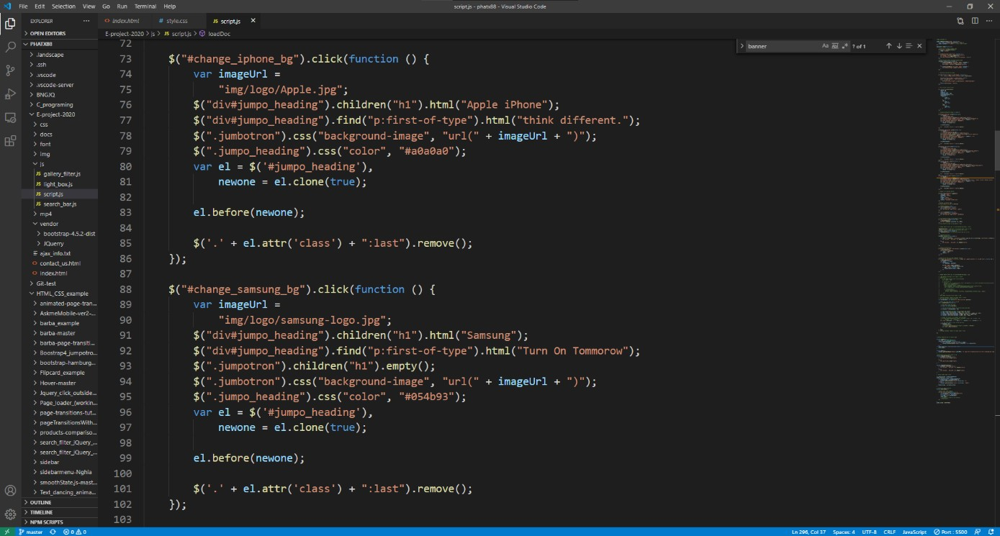 File Edit Selection View Go Run Terminal Help
script.js - phatx88 - Visual Studio Code
EXPLORER
index.html
style.css
script.js
OPEN EDITORS
E-project-2020 > js > script.js > loadDoc
PHATX88
.landscape
.ssh
.vscode
.vscode-server
BNGJQ
C_programing
E-project-2020
css
docs
font
img
js
gallery_filter.js
light_box.js
script.js
search_bar.js
mp4
vendor
bootstrap-4.5.2-dist
JQuerry
ajax_info.txt
contact_us.html
index.html
Git-test
HTML_CSS_example
animated-page-tran...
AskmeMobile-ver2-...
barba_example
barba-master
barba-page-transiti...
Boostrap4_jumpotro...
bootstrap-hamburg...
Flipcard_example
Hover-master
Jquery_click_outside...
Page_loader_(workin...
page-transitions-tut...
pageTransitionsWith...
products-compariso...
search_filter_jQuery_...
search_filter_jQuery_...
sidebar
sidebarmenu-Nghia
smoothState.js-mast...
Text_dancing_anima...
OUTLINE
TIMELINE
NPM SCRIPTS
banner
Aa
? of 1
72
73 $("#change_iphone_bg").click(function () {
74 var imageUrl =
75 "img/logo/Apple.jpg";
76 $("div#jumpo_heading").children("h1").html("Apple iPhone");
77 $("div#jumpo_heading").find("p:first-of-type").html("think different.");
78 $(".jumbotron").css("background-image", "url(" + imageUrl + ")");
79 $(".jumpo_heading").css("color", "#a0a0a0");
80 var el = $('#jumpo_heading'),
81 newone = el.clone(true);
82
83 el.before(newone);
84
85 $('.' + el.attr('class') + ":last").remove();
86 });
87
88 $("#change_samsung_bg").click(function () {
89 var imageUrl =
90 "img/logo/samsung-logo.jpg";
91 $("div#jumpo_heading").children("h1").html("Samsung");
92 $("div#jumpo_heading").find("p:first-of-type").html("Turn On Tommorow");
93 $(".jumpotron").children("h1").empty();
94 $(".jumbotron").css("background-image", "url(" + imageUrl + ")");
95 $(".jumpo_heading").css("color", "#054b93");
96 var el = $('#jumpo_heading'),
97 newone = el.clone(true);
98
99 el.before(newone);
100
101 $('.' + el.attr('class') + ":last").remove();
102 });
103
master 0 0
Ln 296, Col 37 Spaces: 4 UTF-8 CRLF JavaScript Port : 5500